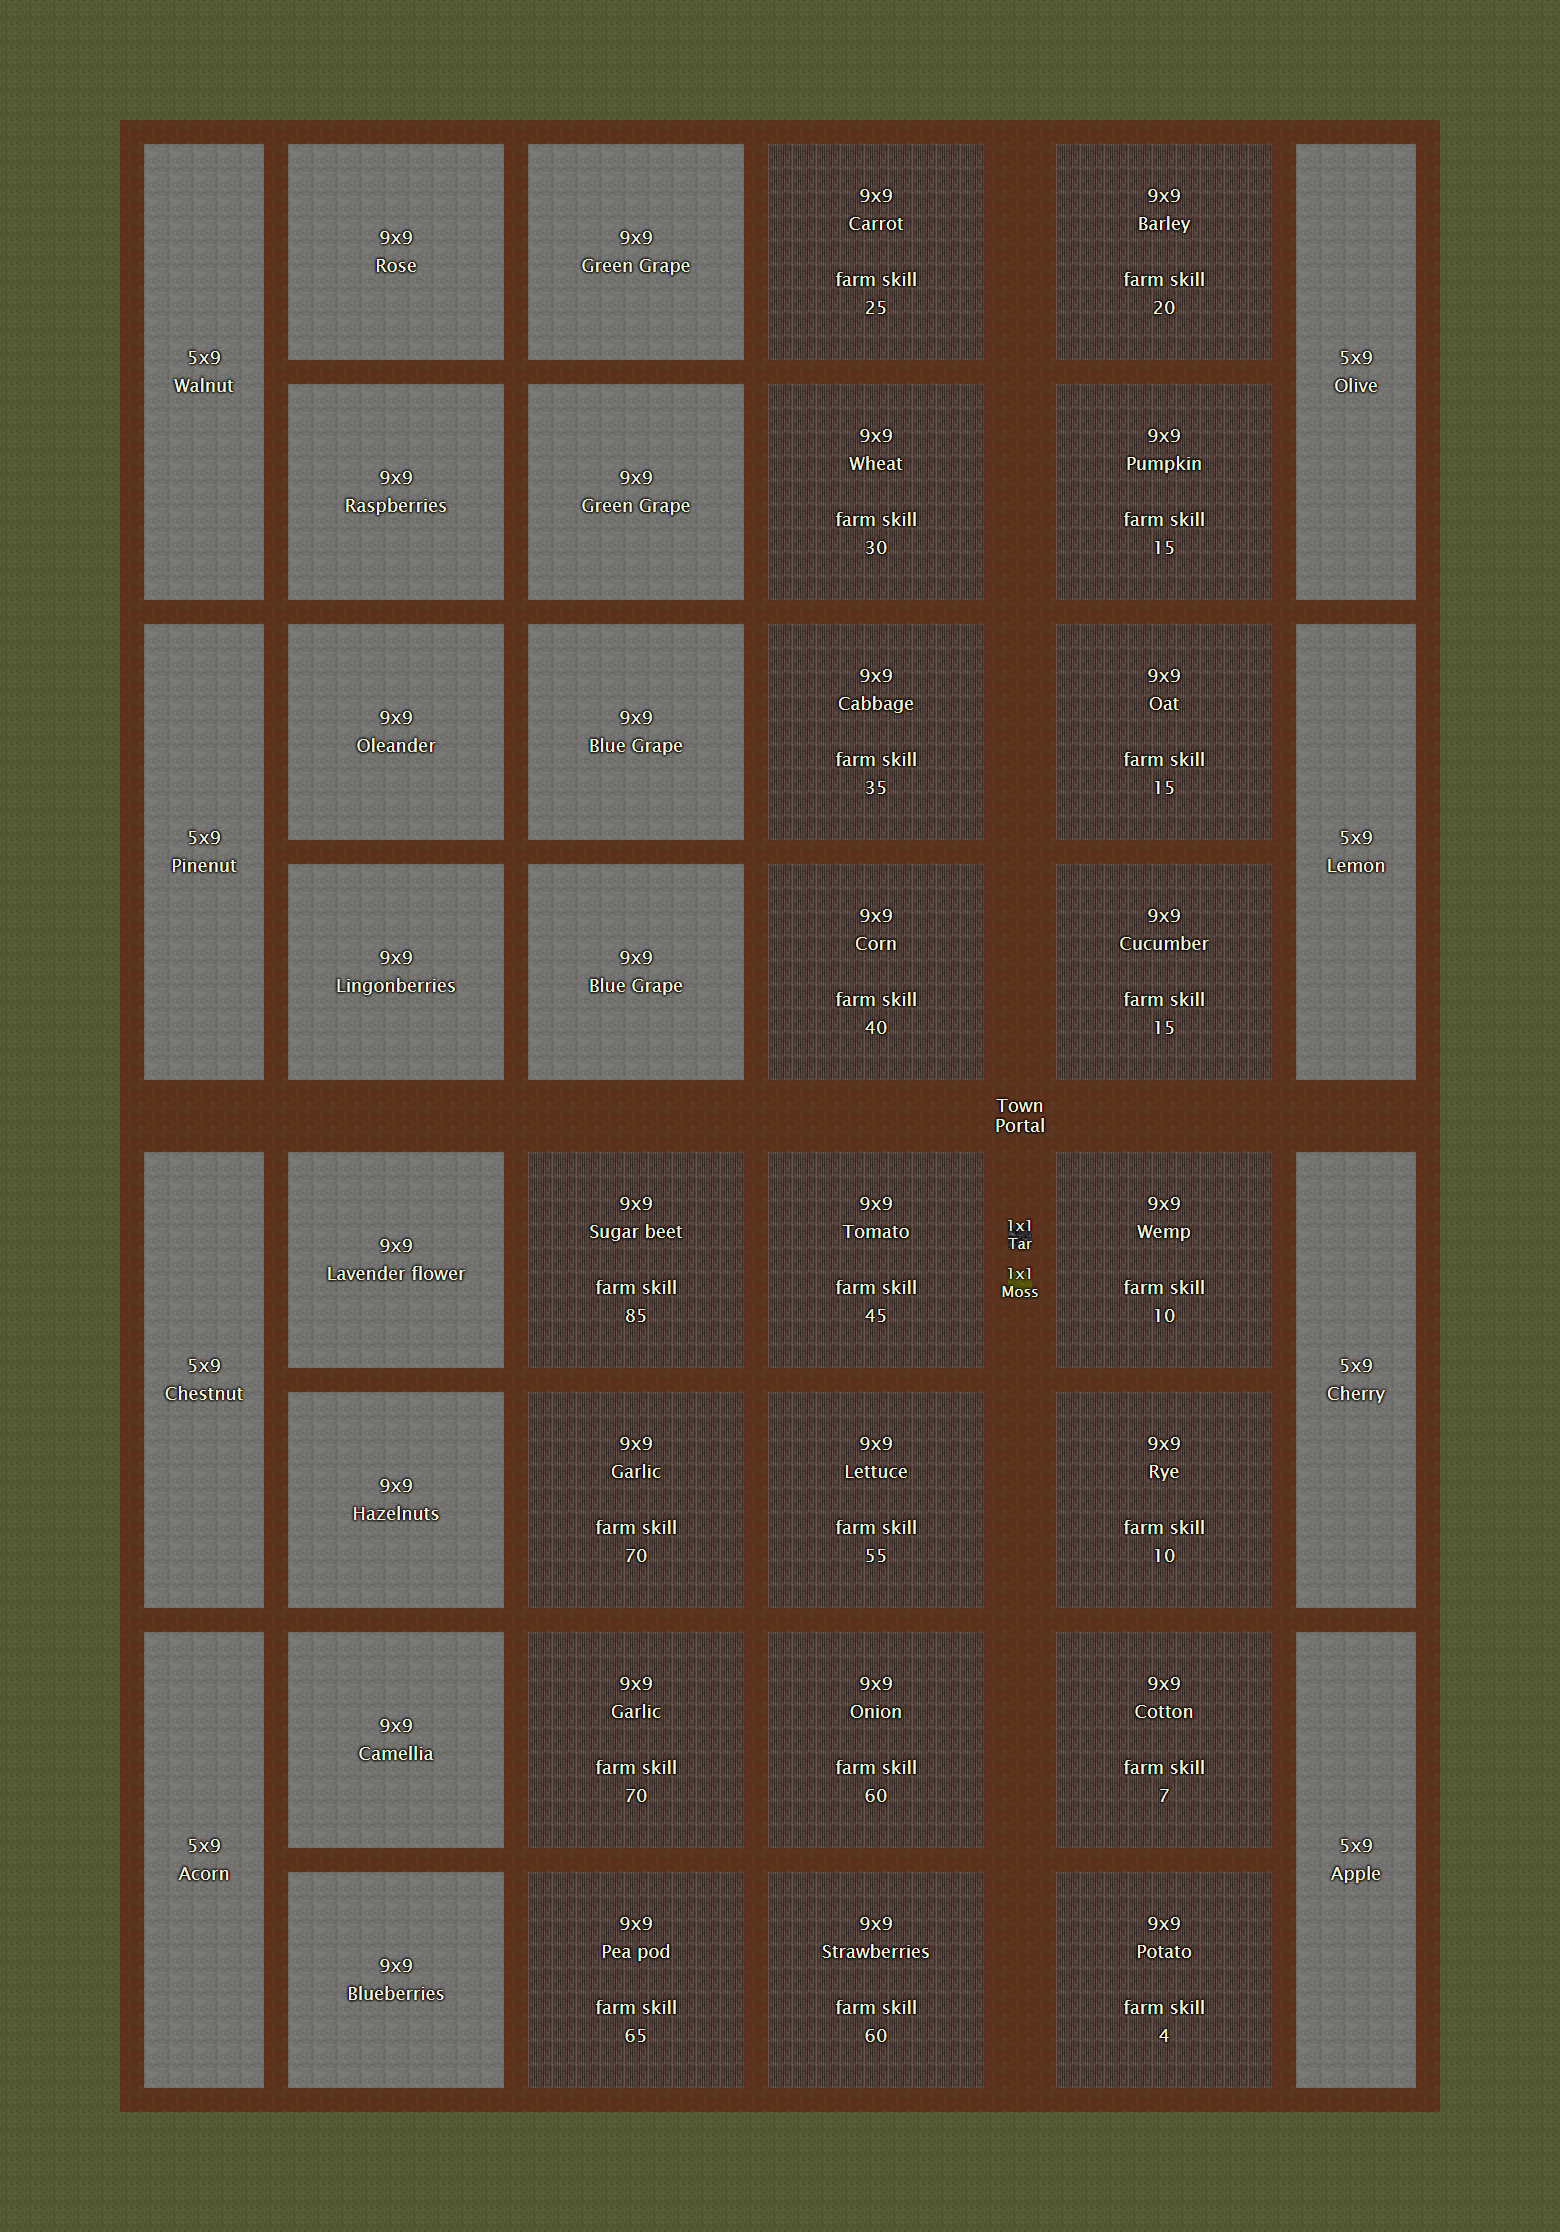 9x9
Rose
9x9
Green Grape
9x9
Carrot
farm skill
25
9x9
Barley
farm skill
20
5x9
Walnut
5x9
Olive
9x9
Raspberries
9x9
Green Grape
9x9
Wheat
farm skill
30
9x9
Pumpkin
farm skill
15
9x9
Oleander
9x9
Blue Grape
9x9
Cabbage
farm skill
35
9x9
Oat
farm skill
15
5x9
Pinenut
5x9
Lemon
9x9
Lingonberries
9x9
Blue Grape
9x9
Corn
farm skill
40
9x9
Cucumber
farm skill
15
Town
Portal
9x9
Lavender flower
9x9
Sugar beet
farm skill
85
9x9
Tomato
farm skill
45
1x1
Tar
1x1
Moss
9x9
Wemp
farm skill
10
5x9
Chestnut
5x9
Cherry
9x9
Hazelnuts
9x9
Garlic
farm skill
70
9x9
Lettuce
farm skill
55
9x9
Rye
farm skill
10
9x9
Camellia
9x9
Garlic
farm skill
70
9x9
Onion
farm skill
60
9x9
Cotton
farm skill
7
5x9
Acorn
5x9
Apple
9x9
Blueberries
9x9
Pea pod
farm skill
65
9x9
Strawberries
farm skill
60
9x9
Potato
farm skill
4